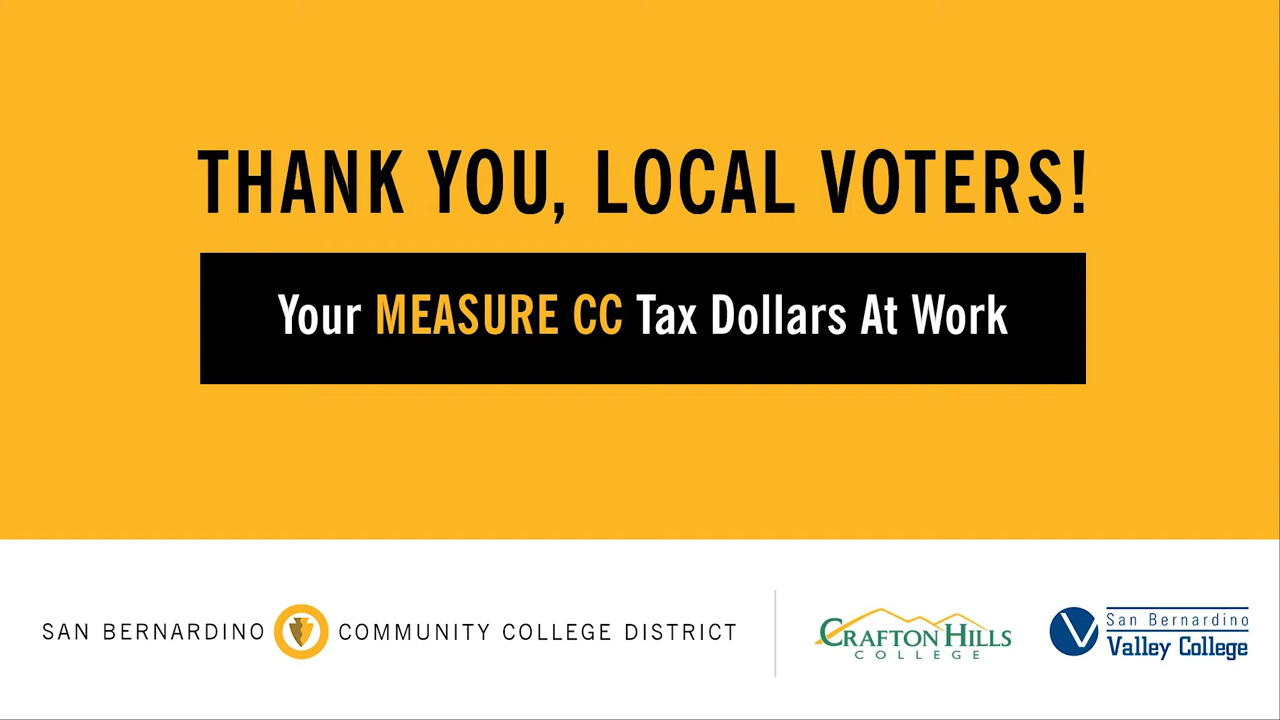 THANK YOU, LOCAL VOTERS!
Your MEASURE CC Tax Dollars At Work
SAN BERNARDINO COMMUNITY COLLEGE DISTRICT
CRAFTON HILLS
COLLEGE
San Bernardino
Valley College